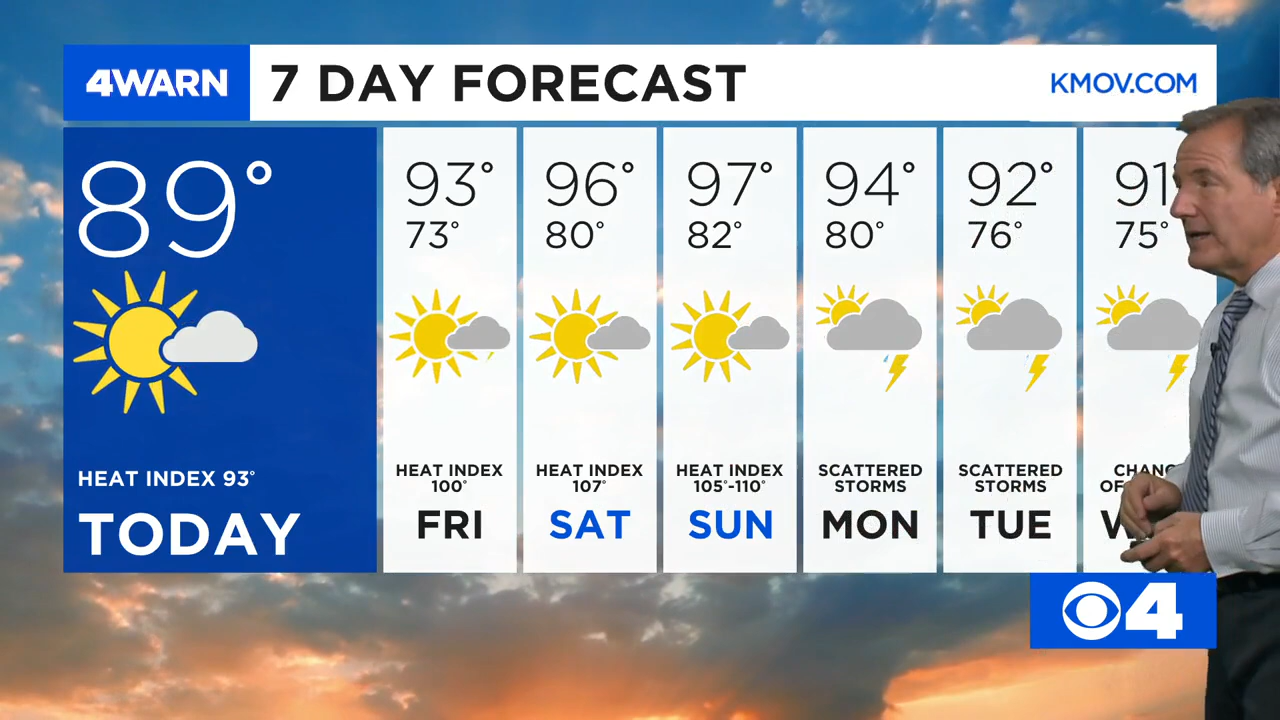 4WARN
7 DAY FORECAST
KMOV.COM
89°
HEAT INDEX 93°
TODAY
93°
73°
HEAT INDEX
100°
FRI
96°
80°
HEAT INDEX
107°
SAT
97°
82°
HEAT INDEX
105°-110°
SUN
94°
80°
SCATTERED
STORMS
MON
92°
76°
SCATTERED
STORMS
TUE
91°
75°
4